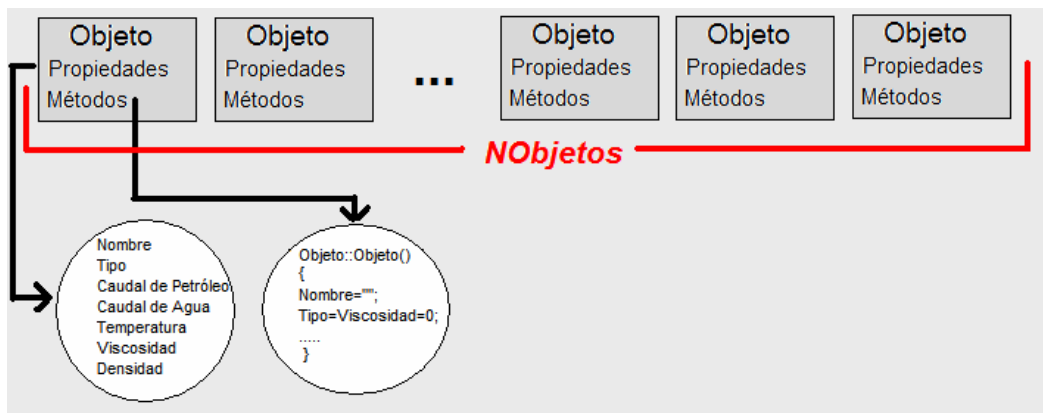 Objeto
Propiedades
Métodos
Objeto
Propiedades
Métodos
...
Objeto
Propiedades
Métodos
Objeto
Propiedades
Métodos
Objeto
Propiedades
Métodos
NObjetos
Nombre
Tipo
Caudal de Petróleo
Caudal de Agua
Temperatura
Viscosidad
Densidad
Objeto::Objeto()
{
Nombre="";
Tipo=Viscosidad=0;
.....
}